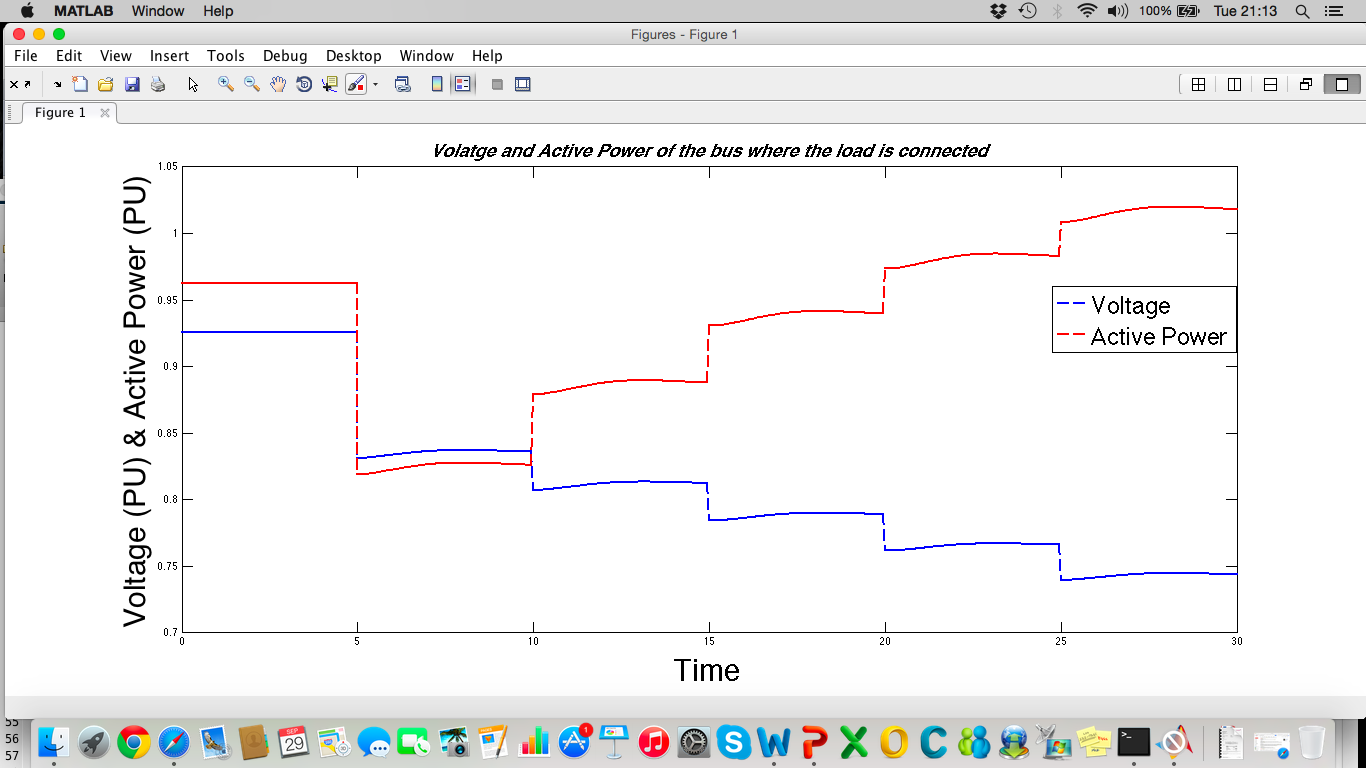 MATLAB Window Help 100% Tue 21:13
Figures - Figure 1
File Edit View Insert Tools Debug Desktop Window Help
Figure 1
Volatge and Active Power of the bus where the load is connected
Voltage (PU) & Active Power (PU)
1.05
1
0.95
0.9
0.85
0.8
0.75
0.7
0 5 10 15 20 25 30
Time
Voltage
Active Power
55
56
57
SEP
29
1